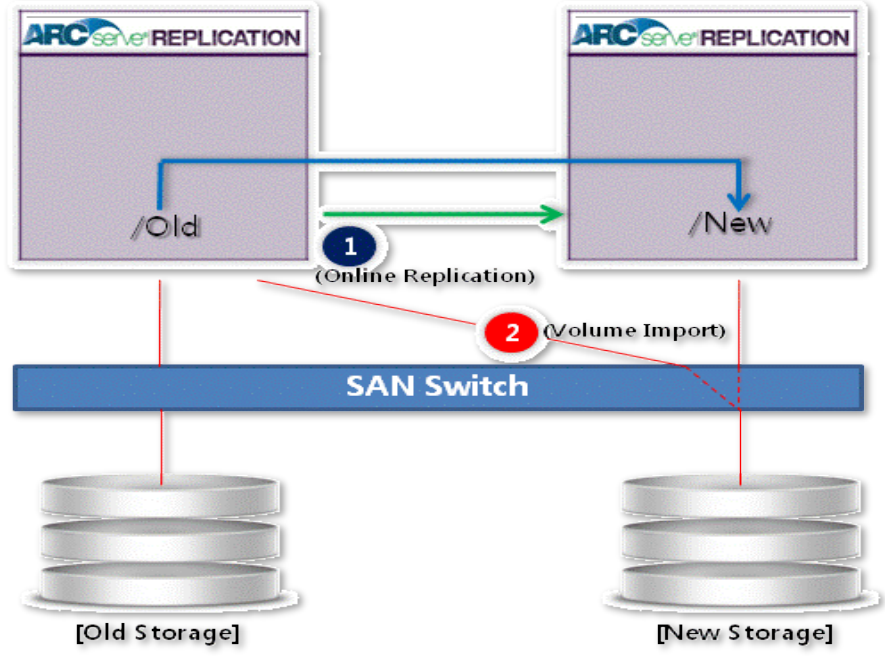 ARCserve® REPLICATION
ARCserve® REPLICATION
/Old
/New
1
(Online Replication)
2
(Volume Import)
SAN Switch
[Old Storage]
[New Storage]